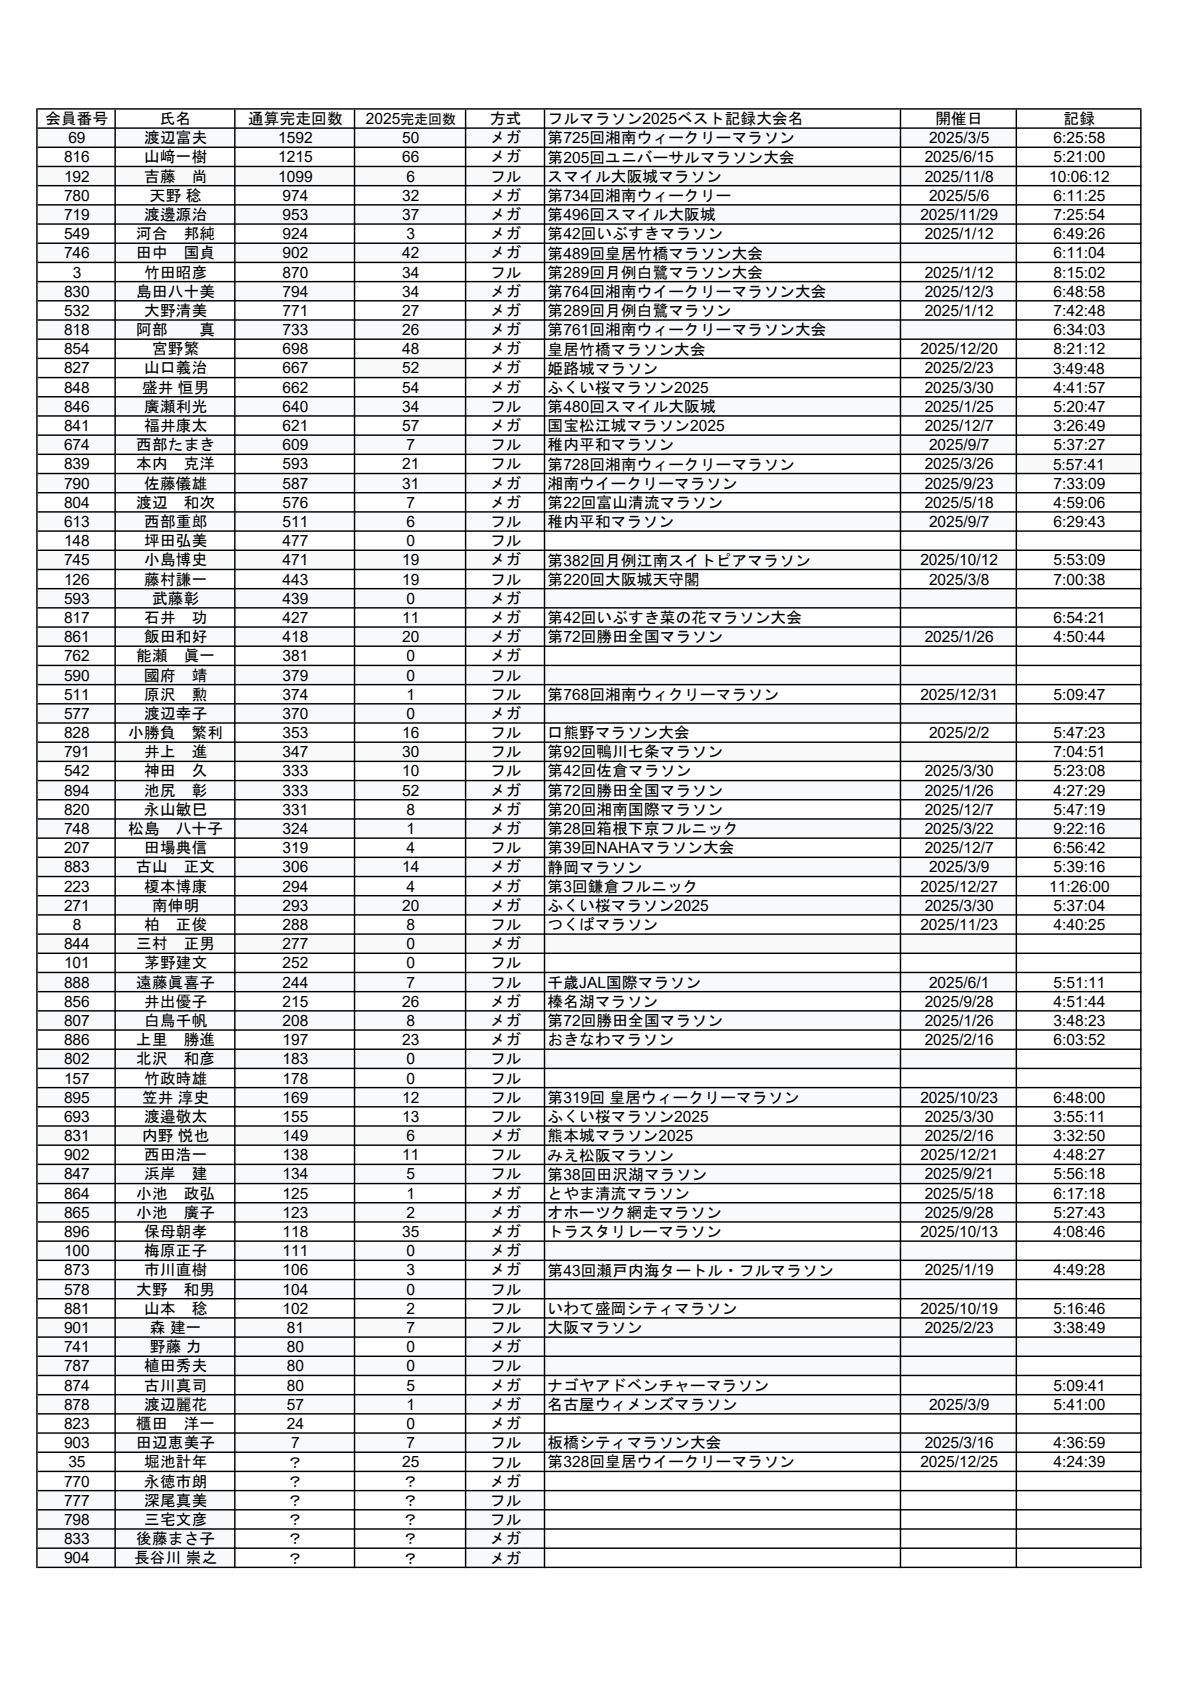 会員番号 氏名 通算完走回数 2025完走回数 方式 フルマラソン2025ベスト記録大会名 開催日 記録
69 渡辺富夫 1592 50 メガ 第725回湘南ウィークリーマラソン 2025/3/5 6:25:58
816 山﨑一樹 1215 66 メガ 第205回ユニバーサルマラソン大会 2025/6/15 5:21:00
192 吉藤　尚 1099 6 フル スマイル大阪城マラソン 2025/11/8 10:06:12
780 天野 稔 974 32 メガ 第734回湘南ウィークリー 2025/5/6 6:11:25
719 渡邊源治 953 37 メガ 第496回スマイル大阪城 2025/11/29 7:25:54
549 河合　邦純 924 3 メガ 第42回いぶすきマラソン 2025/1/12 6:49:26
746 田中　国貞 902 42 メガ 第489回皇居竹橋マラソン大会 6:11:04
3 竹田昭彦 870 34 フル 第289回月例白鷺マラソン大会 2025/1/12 8:15:02
830 島田八十美 794 34 メガ 第764回湘南ウイークリーマラソン大会 2025/12/3 6:48:58
532 大野清美 771 27 メガ 第289回月例白鷺マラソン 2025/1/12 7:42:48
818 阿部　　真 733 26 メガ 第761回湘南ウィークリーマラソン大会 6:34:03
854 宮野繁 698 48 メガ 皇居竹橋マラソン大会 2025/12/20 8:21:12
827 山口義治 667 52 メガ 姫路城マラソン 2025/2/23 3:49:48
848 盛井 恒男 662 54 メガ ふくい桜マラソン2025 2025/3/30 4:41:57
846 廣瀬利光 640 34 フル 第480回スマイル大阪城 2025/1/25 5:20:47
841 福井康太 621 57 メガ 国宝松江城マラソン2025 2025/12/7 3:26:49
674 西部たまき 609 7 フル 稚内平和マラソン 2025/9/7 5:37:27
839 本内　克洋 593 21 フル 第728回湘南ウィークリーマラソン 2025/3/26 5:57:41
790 佐藤儀雄 587 31 メガ 湘南ウイークリーマラソン 2025/9/23 7:33:09
804 渡辺　和次 576 7 メガ 第22回富山清流マラソン 2025/5/18 4:59:06
613 西部重郎 511 6 フル 稚内平和マラソン 2025/9/7 6:29:43
148 坪田弘美 477 0 フル
745 小島博史 471 19 メガ 第382回月例江南スイトピアマラソン 2025/10/12 5:53:09
126 藤村謙一 443 19 フル 第220回大阪城天守閣 2025/3/8 7:00:38
593 武藤彰 439 0 メガ
817 石井　功 427 11 メガ 第42回いぶすき菜の花マラソン大会 6:54:21
861 飯田和好 418 20 メガ 第72回勝田全国マラソン 2025/1/26 4:50:44
762 能瀬　眞一 381 0 メガ
590 國府　靖 379 0 フル
511 原沢　勲 374 1 フル 第768回湘南ウィクリーマラソン 2025/12/31 5:09:47
577 渡辺幸子 370 0 メガ
828 小勝負　繁利 353 16 フル 口熊野マラソン大会 2025/2/2 5:47:23
791 井上　進 347 30 フル 第92回鴨川七条マラソン 7:04:51
542 神田　久 333 10 フル 第42回佐倉マラソン 2025/3/30 5:23:08
894 池尻　彰 333 52 メガ 第72回勝田全国マラソン 2025/1/26 4:27:29
820 永山敏巳 331 8 メガ 第20回湘南国際マラソン 2025/12/7 5:47:19
748 松島　八十子 324 1 メガ 第28回箱根下京フルニック 2025/3/22 9:22:16
207 田場典信 319 4 フル 第39回NAHAマラソン大会 2025/12/7 6:56:42
883 古山　正文 306 14 メガ 静岡マラソン 2025/3/9 5:39:16
223 榎本博康 294 4 メガ 第3回鎌倉フルニック 2025/12/27 11:26:00
271 南伸明 293 20 メガ ふくい桜マラソン2025 2025/3/30 5:37:04
8 柏　正俊 288 8 フル つくばマラソン 2025/11/23 4:40:25
844 三村　正男 277 0 メガ
101 茅野建文 252 0 フル
888 遠藤眞喜子 244 7 フル 千歳JAL国際マラソン 2025/6/1 5:51:11
856 井出優子 215 26 メガ 榛名湖マラソン 2025/9/28 4:51:44
807 白鳥千帆 208 8 メガ 第72回勝田全国マラソン 2025/1/26 3:48:23
886 上里　勝進 197 23 メガ おきなわマラソン 2025/2/16 6:03:52
802 北沢　和彦 183 0 フル
157 竹政時雄 178 0 フル
895 笠井 淳史 169 12 フル 第319回 皇居ウィークリーマラソン 2025/10/23 6:48:00
693 渡邉敬太 155 13 フル ふくい桜マラソン2025 2025/3/30 3:55:11
831 内野 悦也 149 6 メガ 熊本城マラソン2025 2025/2/16 3:32:50
902 西田浩一 138 11 フル みえ松阪マラソン 2025/12/21 4:48:27
847 浜岸　建 134 5 フル 第38回田沢湖マラソン 2025/9/21 5:56:18
864 小池　政弘 125 1 メガ とやま清流マラソン 2025/5/18 6:17:18
865 小池　廣子 123 2 メガ オホーツク網走マラソン 2025/9/28 5:27:43
896 保母朝孝 118 35 メガ トラスタリレーマラソン 2025/10/13 4:08:46
100 梅原正子 111 0 メガ
873 市川直樹 106 3 メガ 第43回瀬戸内海タートル・フルマラソン 2025/1/19 4:49:28
578 大野　和男 104 0 フル
881 山本　稔 102 2 フル いわて盛岡シティマラソン 2025/10/19 5:16:46
901 森 建一 81 7 フル 大阪マラソン 2025/2/23 3:38:49
741 野藤 力 80 0 メガ
787 植田秀夫 80 0 フル
874 古川真司 80 5 メガ ナゴヤアドベンチャーマラソン 5:09:41
878 渡辺麗花 57 1 メガ 名古屋ウィメンズマラソン 2025/3/9 5:41:00
823 櫃田　洋一 24 0 メガ
903 田辺恵美子 7 7 フル 板橋シティマラソン大会 2025/3/16 4:36:59
35 堀池計年 ? 25 フル 第328回皇居ウイークリーマラソン 2025/12/25 4:24:39
770 永徳市朗 ? ? メガ
777 深尾真美 ? ? フル
798 三宅文彦 ? ? フル
833 後藤まさ子 ? ? メガ
904 長谷川 崇之 ? ? メガ